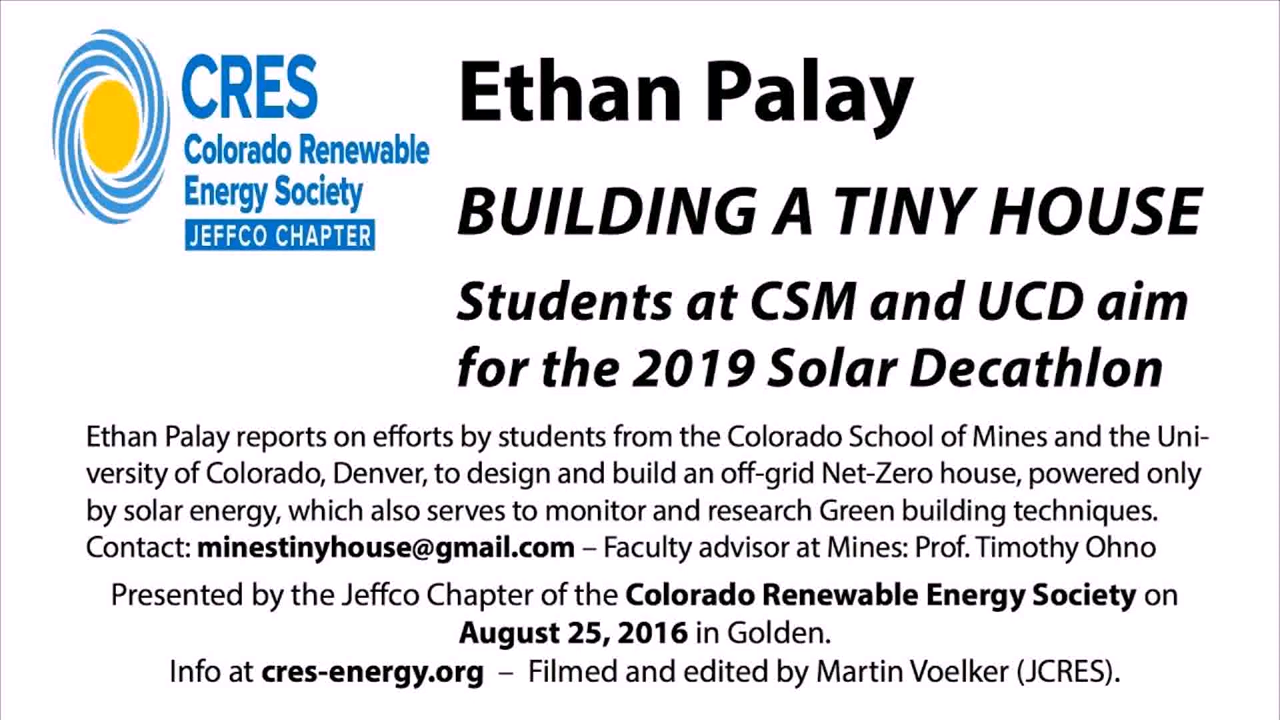 CRES
Colorado Renewable
Energy Society
JEFFCO CHAPTER
Ethan Palay
BUILDING A TINY HOUSE
Students at CSM and UCD aim
for the 2019 Solar Decathlon
Ethan Palay reports on efforts by students from the Colorado School of Mines and the Uni-
versity of Colorado, Denver, to design and build an off-grid Net-Zero house, powered only
by solar energy, which also serves to monitor and research Green building techniques.
Contact: minestinyhouse@gmail.com – Faculty advisor at Mines: Prof. Timothy Ohno
Presented by the Jeffco Chapter of the Colorado Renewable Energy Society on
August 25, 2016 in Golden.
Info at cres-energy.org – Filmed and edited by Martin Voelker (JCRES).